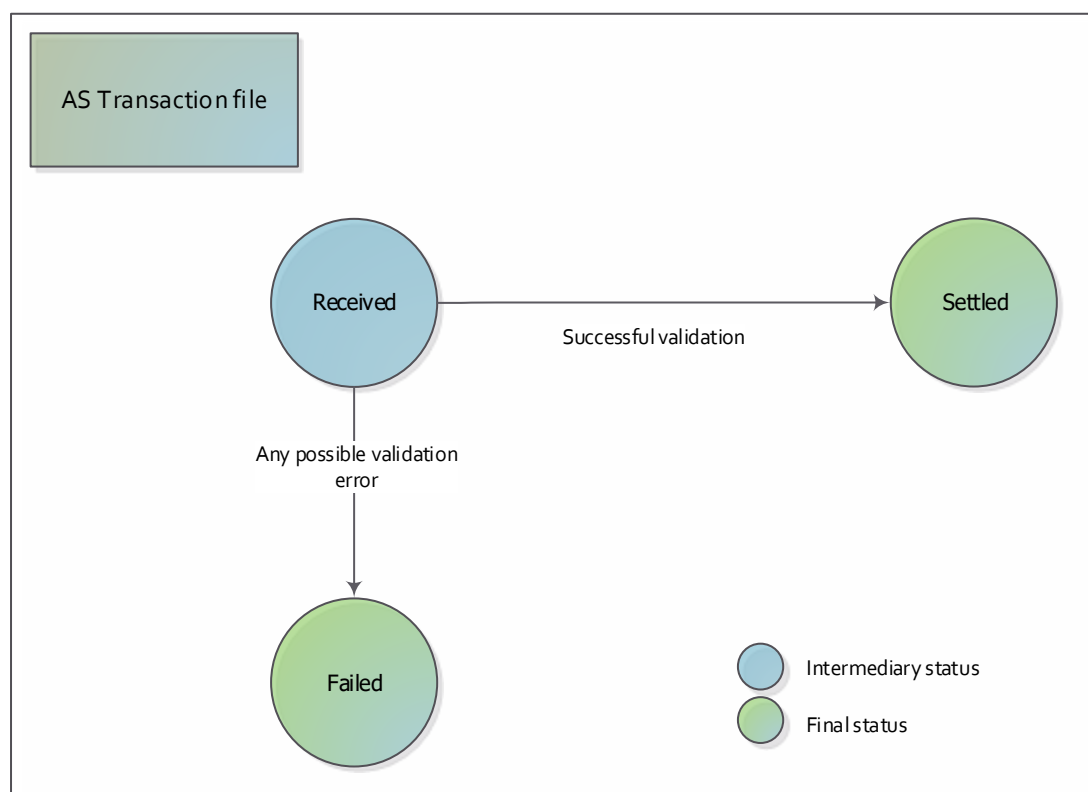 AS Transaction file
Received
Settled
Successful validation
Any possible validation
error
Failed
Intermediary status
Final status